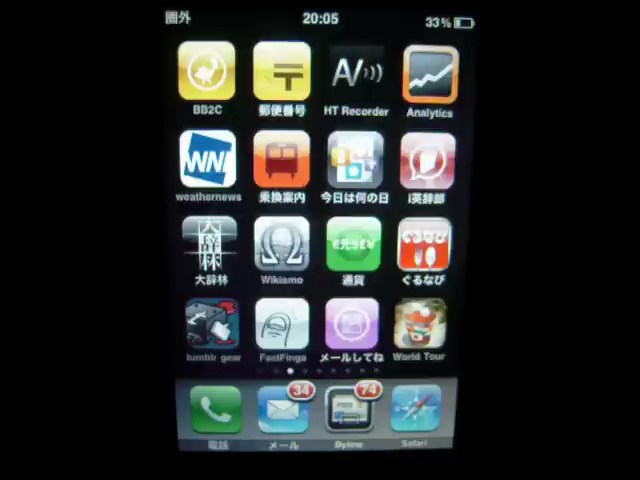 圏外 20:05 33%
BB2C 郵便番号 HT Recorder Analytics
weathernews 乗換案内 今日は何の日 i英辞郎
大辞林 Wikiamo 通貨 ぐるなび
tumblr gear FastFinga メールしてね World Tour
34 74
電話 メール Byline Safari